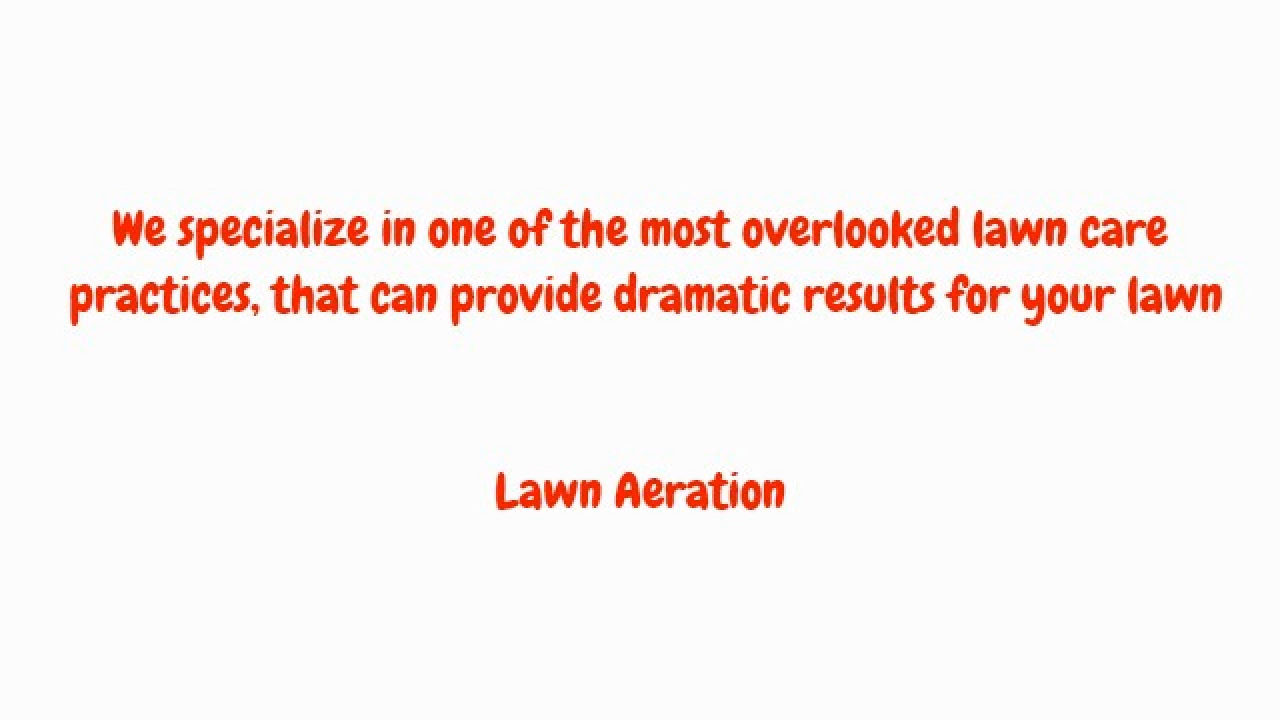 We specialize in one of the most overlooked lawn care
practices, that can provide dramatic results for your lawn
Lawn Aeration